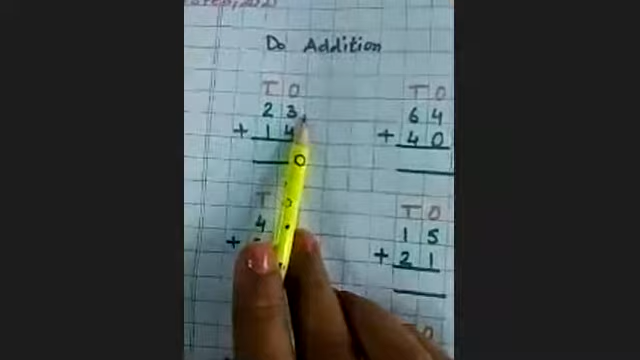 Do Addition
T O
2 3
+ 1 4
T O
6 4
+ 4 0
T
4
+
T O
1 5
+ 2 1
O